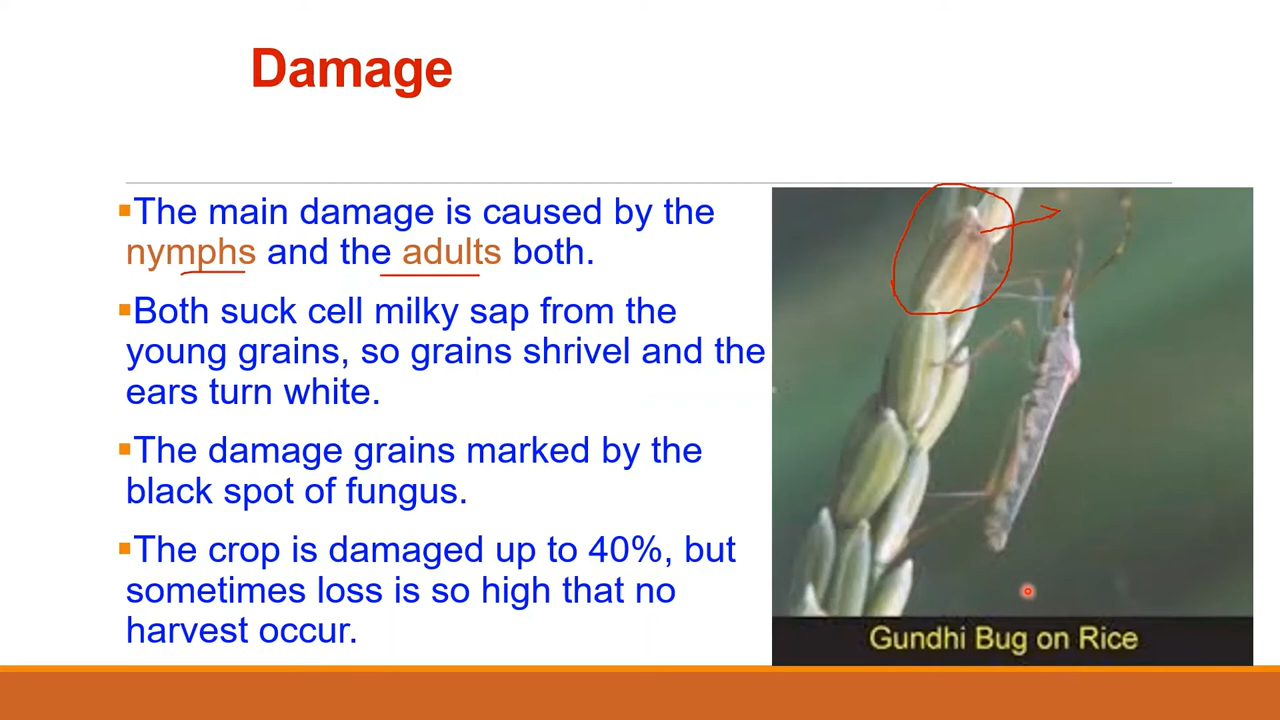 Damage
▪The main damage is caused by the
nymphs and the adults both.
▪Both suck cell milky sap from the
young grains, so grains shrivel and the
ears turn white.
▪The damage grains marked by the
black spot of fungus.
▪The crop is damaged up to 40%, but
sometimes loss is so high that no
harvest occur.
Gundhi Bug on Rice